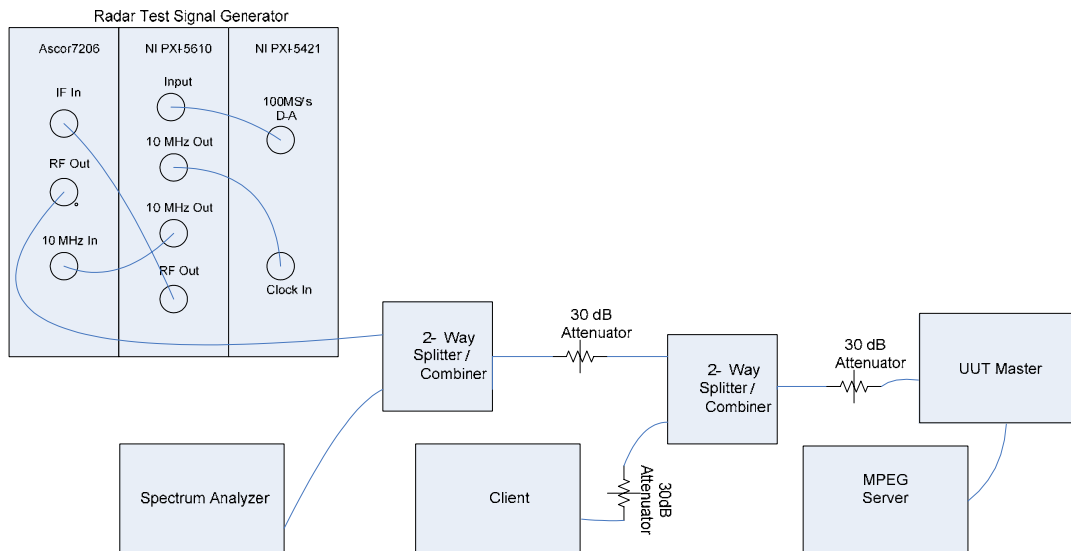 Radar Test Signal Generator
Ascor7206
NI PXI-5610
NI PXI-5421
Input
IF In
100MS/s
D-A
10 MHz Out
RF Out
10 MHz Out
10 MHz In
RF Out
Clock In
2- Way
Splitter /
Combiner
30 dB
Attenuator
2- Way
Splitter /
Combiner
30 dB
Attenuator
UUT Master
Spectrum Analyzer
Client
30dB
Attenuator
MPEG
Server